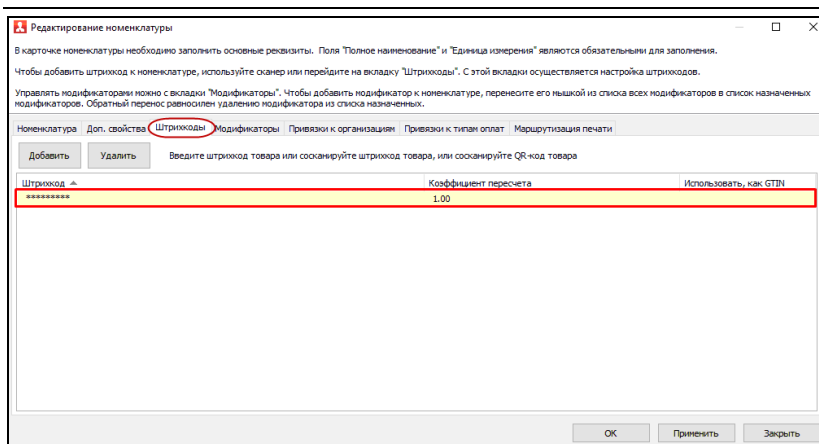 Редактирование номенклатуры
В карточке номенклатуры необходимо заполнить основные реквизиты. Поля "Полное наименование" и "Единица измерения" являются обязательными для заполнения.
Чтобы добавить штрихкод к номенклатуре, используйте сканер или перейдите на вкладку "Штрихкоды". С этой вкладки осуществляется настройка штрихкодов.
Управлять модификаторами можно с вкладки "Модификаторы". Чтобы добавить модификатор к номенклатуре, перенесите его мышкой из списка всех модификаторов в список назначенных
модификаторов. Обратный перенос равносилен удалению модификатора из списка назначенных.
Номенклатура Доп. свойства Штрихкоды Модификаторы Привязки к организациям Привязки к типам оплат Маршрутизация печати
Добавить Удалить Введите штрихкод товара или сосканируйте штрихкод товара, или сосканируйте QR-код товара
Штрихкод Коэффициент пересчета Использовать, как GTIN
********* 1.00
OK Применить Закрыть